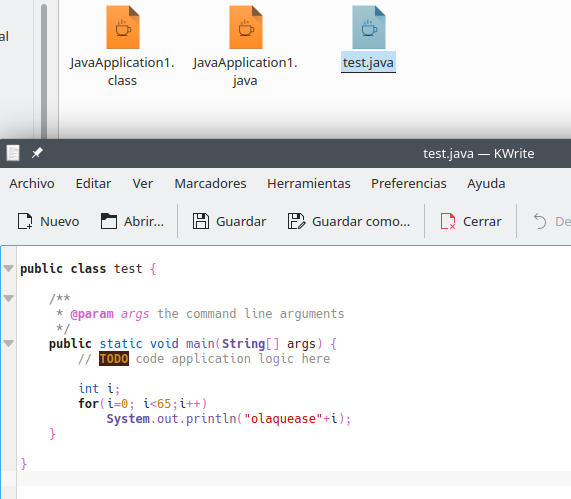 al
JavaApplication1.
class
JavaApplication1.
java
test.java
test.java — KWrite
Archivo Editar Ver Marcadores Herramientas Preferencias Ayuda
Nuevo Abrir... Guardar Guardar como... Cerrar De
public class test {
/**
* @param args the command line arguments
*/
public static void main(String[] args) {
// TODO code application logic here
int i;
for(i=0; i<65;i++)
System.out.println("olaquease"+i);
}
}